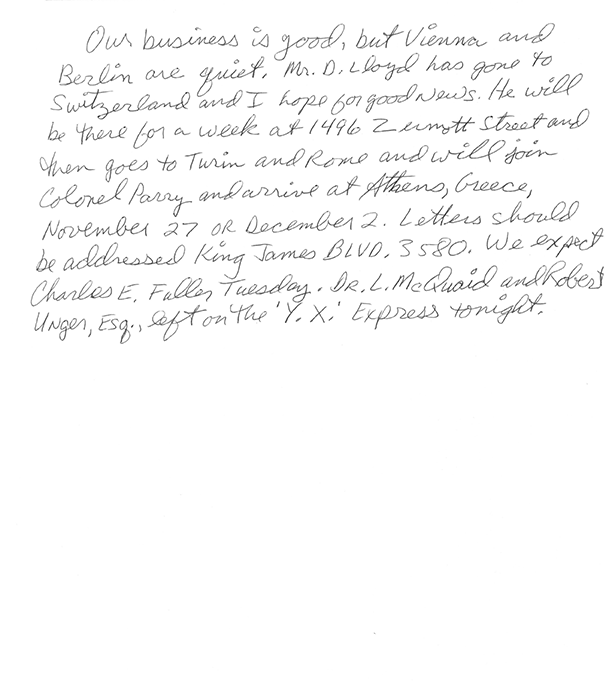 Our business is good, but Vienna and
Berlin are quiet. Mr. D. Lloyd has gone to
Switzerland and I hope for good news. He will
be there for a week at 1496 Zermott Street and
then goes to Turin and Rome and will join
Colonel Parry and arrive at Athens, Greece,
November 27 or December 2. Letters should
be addressed King James BLVD. 3580. We expect
Charles E. Fuller Tuesday. DR. L. McQuaid and Robert
Unger, Esq., left on the 'Y. X.' Express tonight.